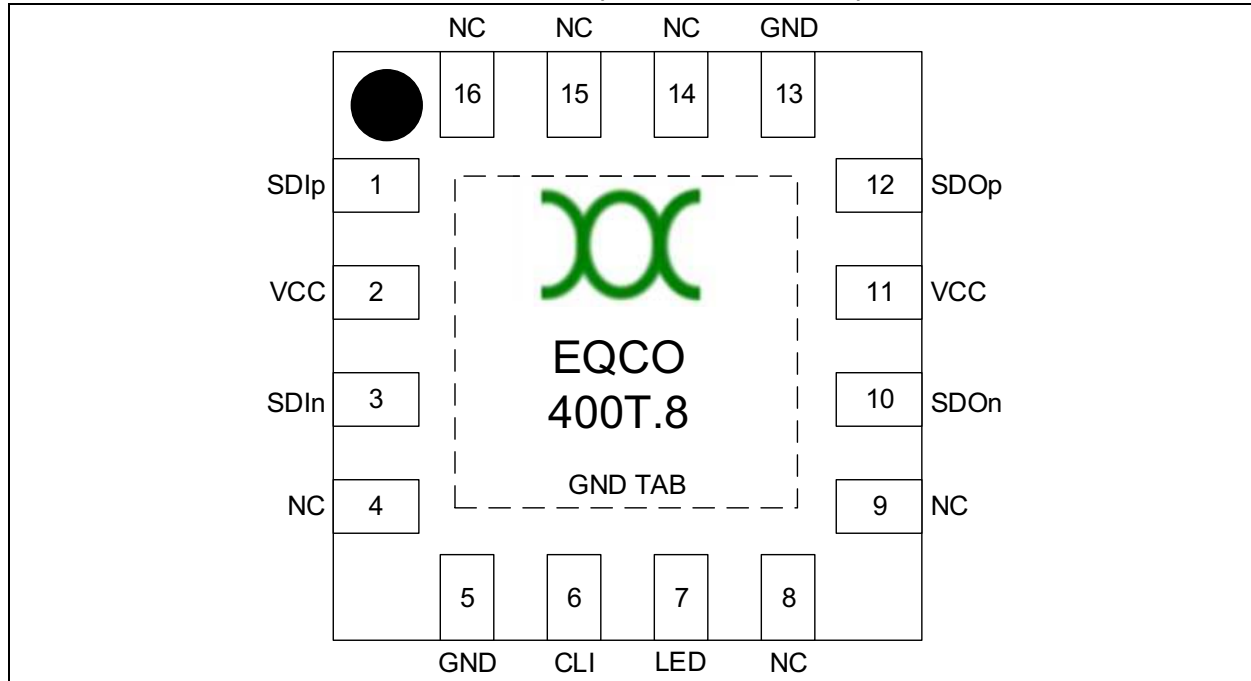 NC NC NC GND
16 15 14 13
SDIp 1 12 SDOp
VCC 2 11 VCC
EQCO
SDIn 3 10 SDOn
400T.8
GND TAB
NC 4 9 NC
5 6 7 8
GND CLI LED NC